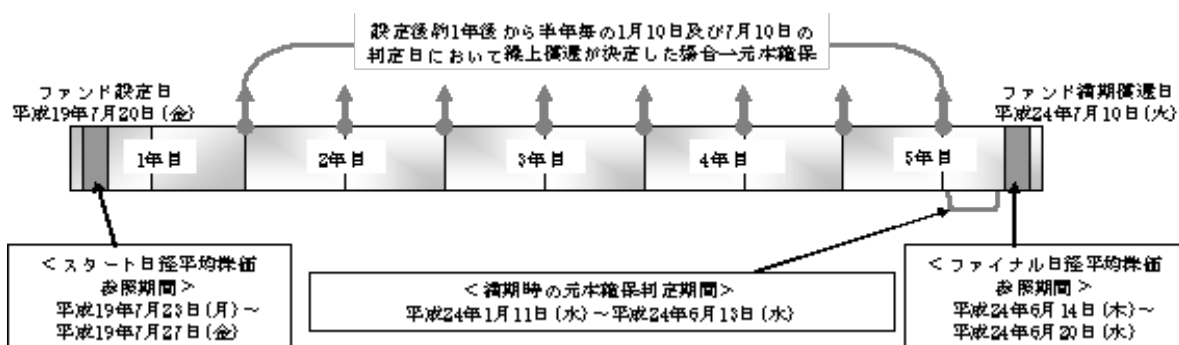 設定後約1年後から半年毎の1月10日及び7月10日の
判定日において繰上償還が決定した場合→元本確保
ファンド設定日
平成19年7月20日(金)
ファンド満期償還日
平成24年7月10日(火)
1年目
2年目
3年目
4年目
5年目
＜スタート日経平均株価
参照期間＞
平成19年7月23日(月)～
平成19年7月27日(金)
＜満期時の元本確保判定期間＞
平成24年1月11日(水)～平成24年6月13日(水)
＜ファイナル日経平均株価
参照期間＞
平成24年6月14日(木)～
平成24年6月20日(水)